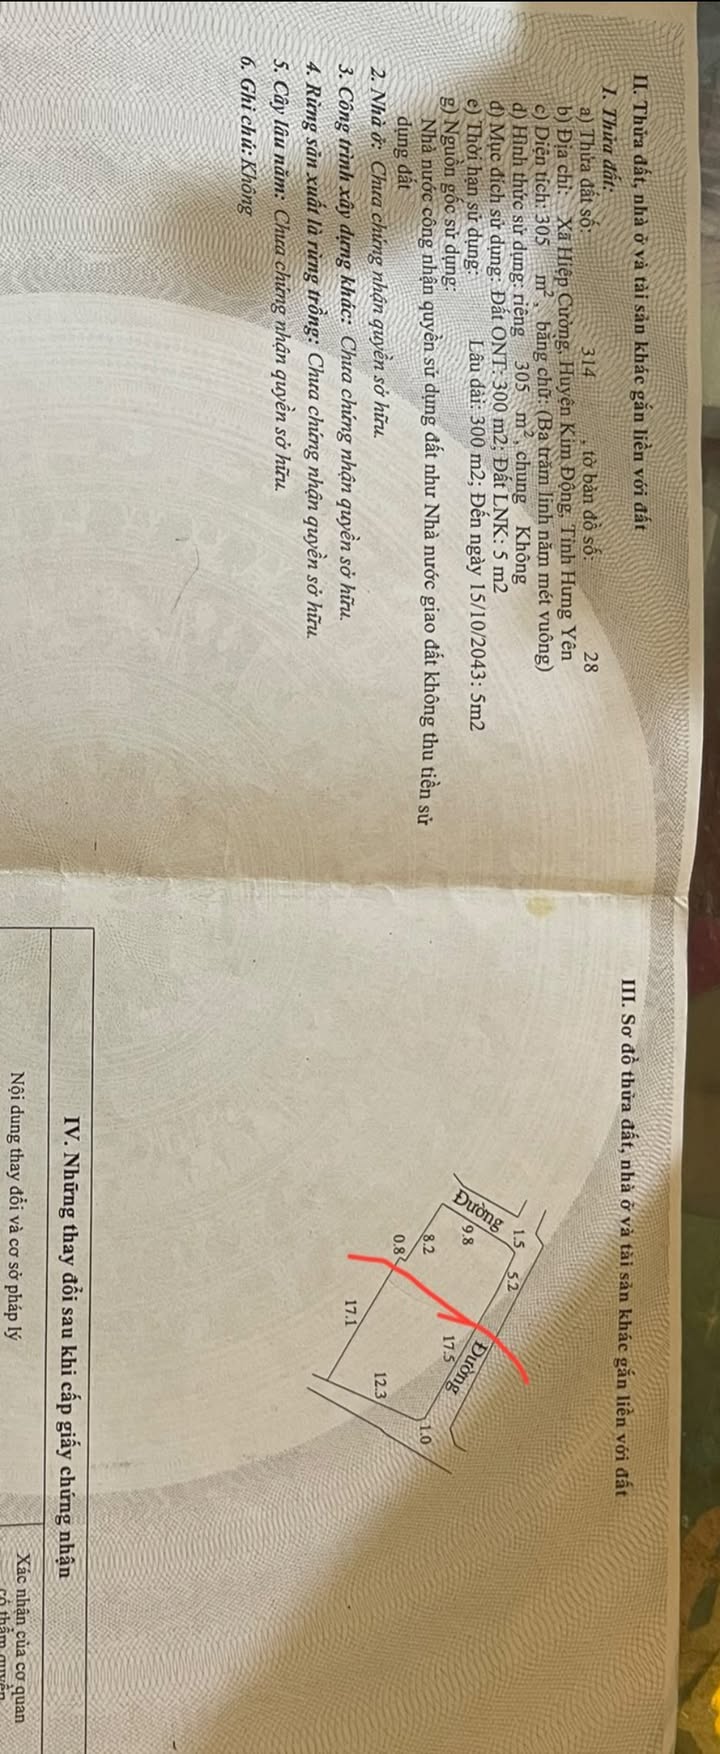 II. Thửa đất, nhà ở và tài sản khác gắn liền với đất
1. Thửa đất:
a) Thửa đất số: 314 , tờ bản đồ số: 28
b) Địa chỉ: Xã Hiệp Cường, Huyện Kim Động, Tỉnh Hưng Yên
c) Diện tích: 305 m², bằng chữ: (Ba trăm linh năm mét vuông)
d) Hình thức sử dụng: riêng 305 m², chung Không
đ) Mục đích sử dụng: Đất ONT: 300 m2; Đất LNK: 5 m2
e) Thời hạn sử dụng: Lâu dài: 300 m2; Đến ngày 15/10/2043: 5m2
g) Nguồn gốc sử dụng:
Nhà nước công nhận quyền sử dụng đất như Nhà nước giao đất không thu tiền sử
dụng đất
2. Nhà ở: Chưa chứng nhận quyền sở hữu.
3. Công trình xây dựng khác: Chưa chứng nhận quyền sở hữu.
4. Rừng sản xuất là rừng trồng: Chưa chứng nhận quyền sở hữu.
5. Cây lâu năm: Chưa chứng nhận quyền sở hữu.
6. Ghi chú: Không
III. Sơ đồ thửa đất, nhà ở và tài sản khác gắn liền với đất
1.5
5.2
Đường
9.8
Đường
17.5
8.2
1.0
0.8
12.3
17.1
IV. Những thay đổi sau khi cấp giấy chứng nhận
Nội dung thay đổi và cơ sở pháp lý
Xác nhận của cơ quan
có thẩm quyền